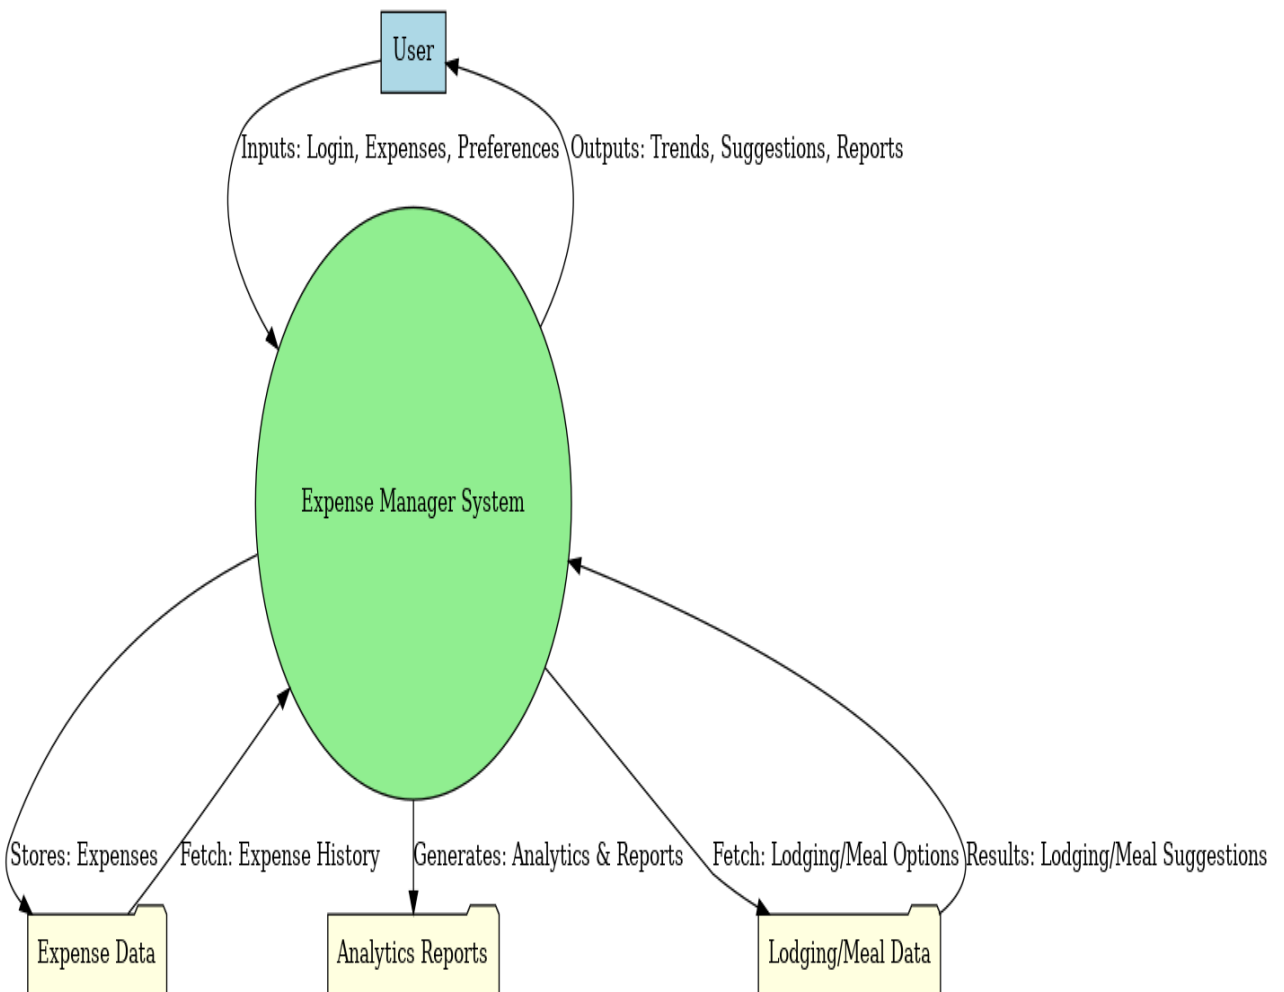 User
Inputs: Login, Expenses, Preferences
Outputs: Trends, Suggestions, Reports
Expense Manager System
Stores: Expenses
Fetch: Expense History
Generates: Analytics & Reports
Fetch: Lodging/Meal Options
Results: Lodging/Meal Suggestions
Expense Data
Analytics Reports
Lodging/Meal Data